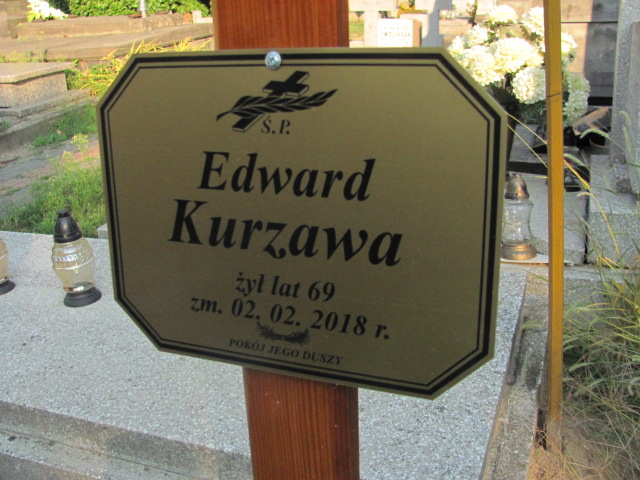 Ś.P.
Edward
Kurzawa
żył lat 69
zm. 02. 02. 2018 r.
POKÓJ JEGO DUSZY